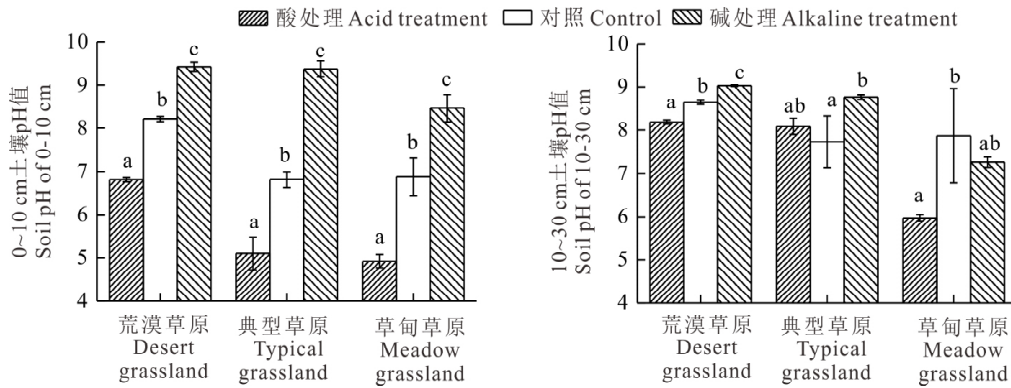 酸处理 Acid treatment 对照 Control 碱处理 Alkaline treatment
0~10 cm土壤pH值
Soil pH of 0-10 cm
10
9
8
7
6
5
4
a
b
c
a
b
c
a
b
c
荒漠草原
Desert
grassland
典型草原
Typical
grassland
草甸草原
Meadow
grassland
10~30 cm土壤pH值
Soil pH of 10-30 cm
10
9
8
7
6
5
4
a
b
c
ab
a
b
a
b
ab
荒漠草原
Desert
grassland
典型草原
Typical
grassland
草甸草原
Meadow
grassland